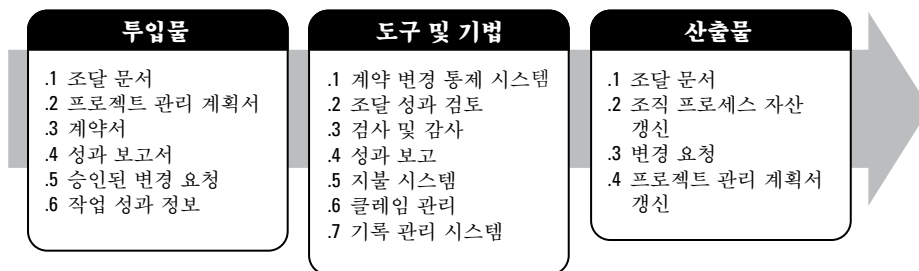 투입물
.1 조달 문서
.2 프로젝트 관리 계획서
.3 계약서
.4 성과 보고서
.5 승인된 변경 요청
.6 작업 성과 정보
도구 및 기법
.1 계약 변경 통제 시스템
.2 조달 성과 검토
.3 검사 및 감사
.4 성과 보고
.5 지불 시스템
.6 클레임 관리
.7 기록 관리 시스템
산출물
.1 조달 문서
.2 조직 프로세스 자산
갱신
.3 변경 요청
.4 프로젝트 관리 계획서
갱신